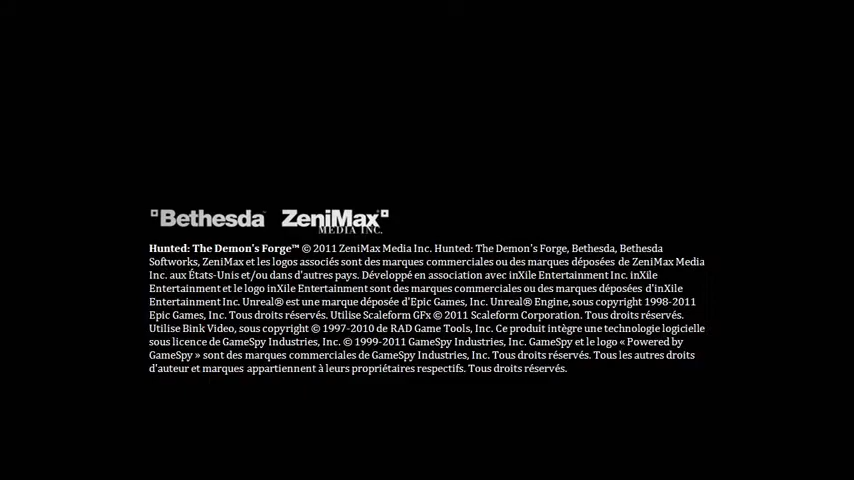 Bethesda ZeniMax
MEDIA INC.
Hunted: The Demon's Forge™ © 2011 ZeniMax Media Inc. Hunted: The Demon's Forge, Bethesda, Bethesda
Softworks, ZeniMax et les logos associés sont des marques commerciales ou des marques déposées de ZeniMax Media
Inc. aux États-Unis et/ou dans d'autres pays. Développé en association avec inXile Entertainment Inc. inXile
Entertainment et le logo inXile Entertainment sont des marques commerciales ou des marques déposées d'inXile
Entertainment Inc. Unreal® est une marque déposée d'Epic Games, Inc. Unreal® Engine, sous copyright 1998-2011
Epic Games, Inc. Tous droits réservés. Utilise Scaleform GFx © 2011 Scaleform Corporation. Tous droits réservés.
Utilise Bink Video, sous copyright © 1997-2010 de RAD Game Tools, Inc. Ce produit intègre une technologie logicielle
sous licence de GameSpy Industries, Inc. © 1999-2011 GameSpy Industries, Inc. GameSpy et le logo « Powered by
GameSpy » sont des marques commerciales de GameSpy Industries, Inc. Tous droits réservés. Tous les autres droits
d'auteur et marques appartiennent à leurs propriétaires respectifs. Tous droits réservés.